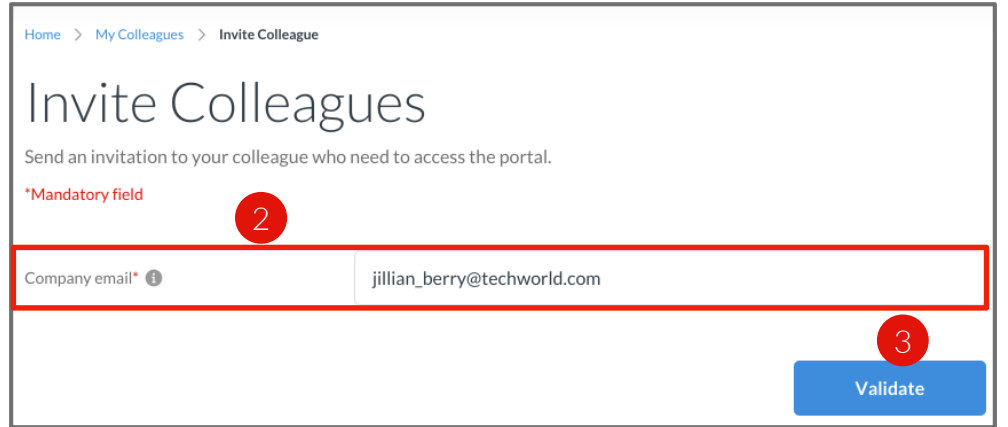 Home > My Colleagues > Invite Colleague
Invite Colleagues
Send an invitation to your colleague who need to access the portal.
*Mandatory field
2
Company email* i
jillian_berry@techworld.com
3
Validate